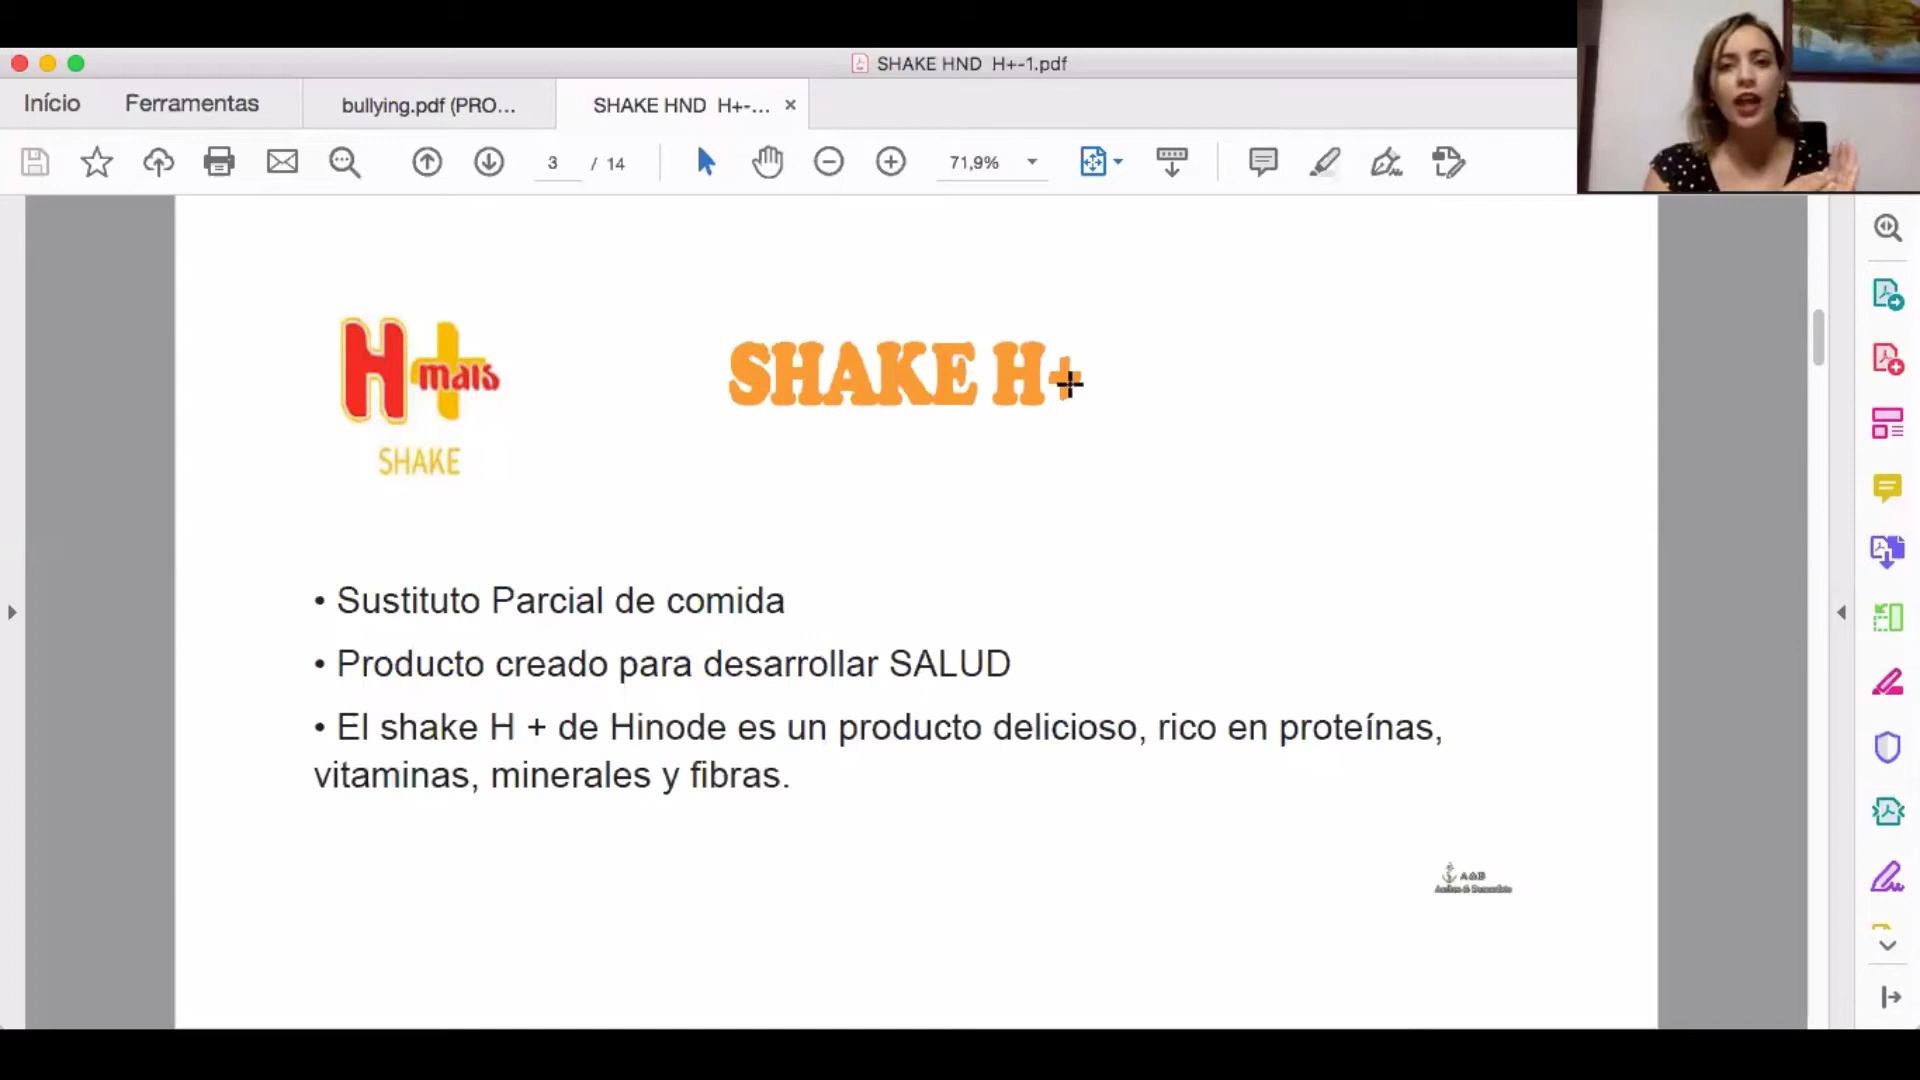 SHAKE HND H+-1.pdf
Início Ferramentas bullying.pdf (PRO... SHAKE HND H+-... ×
3 / 14 71,9%
H+ mais
SHAKE
SHAKE H+
• Sustituto Parcial de comida
• Producto creado para desarrollar SALUD
• El shake H + de Hinode es un producto delicioso, rico en proteínas,
vitaminas, minerales y fibras.
A&B